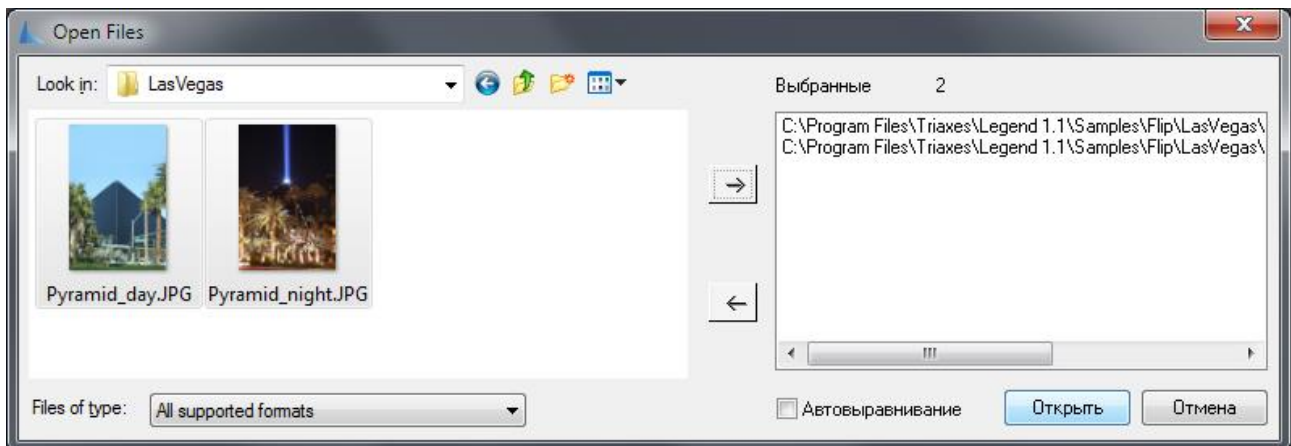 Open Files
Look in: LasVegas
Выбранные 2
C:\Program Files\Triaxes\Legend 1.1\Samples\Flip\LasVegas\
C:\Program Files\Triaxes\Legend 1.1\Samples\Flip\LasVegas\
Pyramid_day.JPG Pyramid_night.JPG
Files of type: All supported formats
Автовыравнивание Открыть Отмена